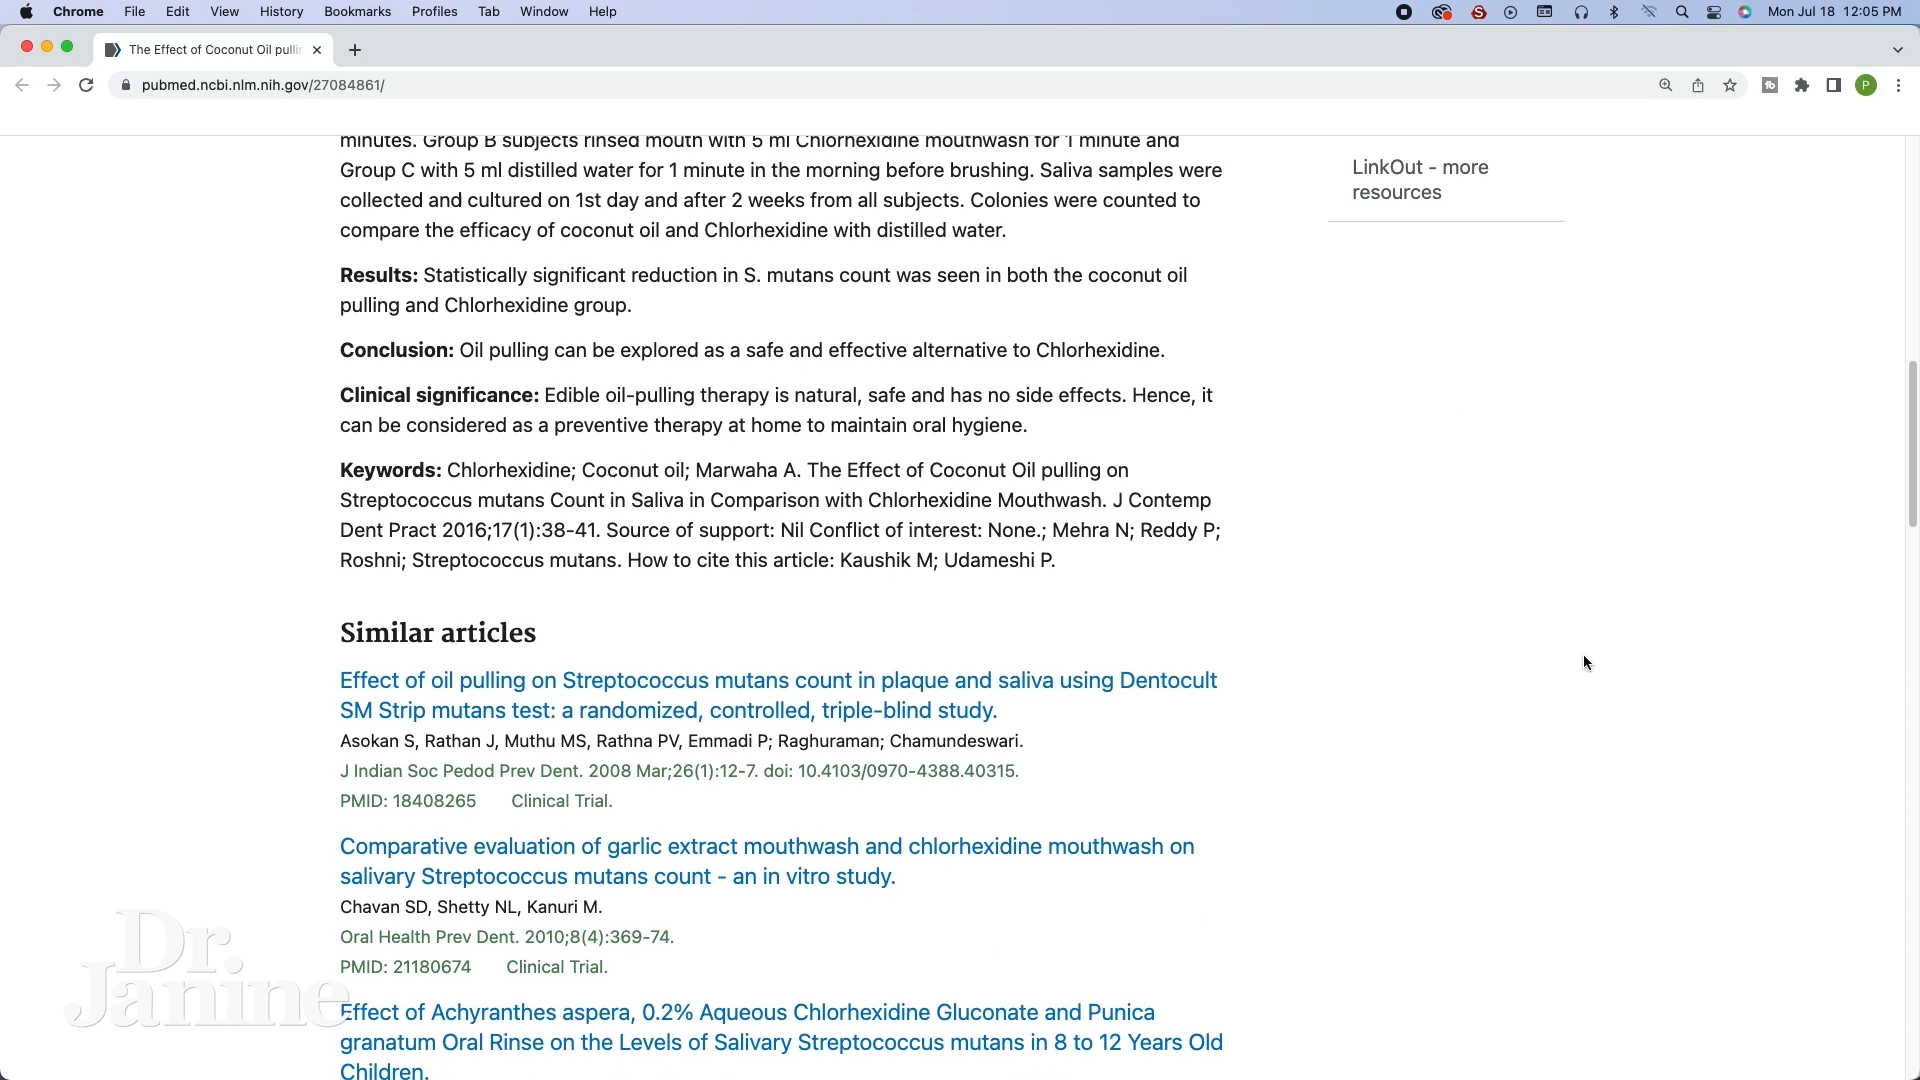 Chrome File Edit View History Bookmarks Profiles Tab Window Help Mon Jul 18 12:05 PM
The Effect of Coconut Oil pullin
pubmed.ncbi.nlm.nih.gov/27084861/ P
minutes. Group B subjects rinsed mouth with 5 ml Chlorhexidine mouthwash for 1 minute and
Group C with 5 ml distilled water for 1 minute in the morning before brushing. Saliva samples were
collected and cultured on 1st day and after 2 weeks from all subjects. Colonies were counted to
compare the efficacy of coconut oil and Chlorhexidine with distilled water.
LinkOut - more
resources
Results: Statistically significant reduction in S. mutans count was seen in both the coconut oil
pulling and Chlorhexidine group.
Conclusion: Oil pulling can be explored as a safe and effective alternative to Chlorhexidine.
Clinical significance: Edible oil-pulling therapy is natural, safe and has no side effects. Hence, it
can be considered as a preventive therapy at home to maintain oral hygiene.
Keywords: Chlorhexidine; Coconut oil; Marwaha A. The Effect of Coconut Oil pulling on
Streptococcus mutans Count in Saliva in Comparison with Chlorhexidine Mouthwash. J Contemp
Dent Pract 2016;17(1):38-41. Source of support: Nil Conflict of interest: None.; Mehra N; Reddy P;
Roshni; Streptococcus mutans. How to cite this article: Kaushik M; Udameshi P.
Similar articles
Effect of oil pulling on Streptococcus mutans count in plaque and saliva using Dentocult
SM Strip mutans test: a randomized, controlled, triple-blind study.
Asokan S, Rathan J, Muthu MS, Rathna PV, Emmadi P; Raghuraman; Chamundeswari.
J Indian Soc Pedod Prev Dent. 2008 Mar;26(1):12-7. doi: 10.4103/0970-4388.40315.
PMID: 18408265 Clinical Trial.
Comparative evaluation of garlic extract mouthwash and chlorhexidine mouthwash on
salivary Streptococcus mutans count - an in vitro study.
Chavan SD, Shetty NL, Kanuri M.
Oral Health Prev Dent. 2010;8(4):369-74.
PMID: 21180674 Clinical Trial.
Effect of Achyranthes aspera, 0.2% Aqueous Chlorhexidine Gluconate and Punica
granatum Oral Rinse on the Levels of Salivary Streptococcus mutans in 8 to 12 Years Old
Children.
Dr.
Janine